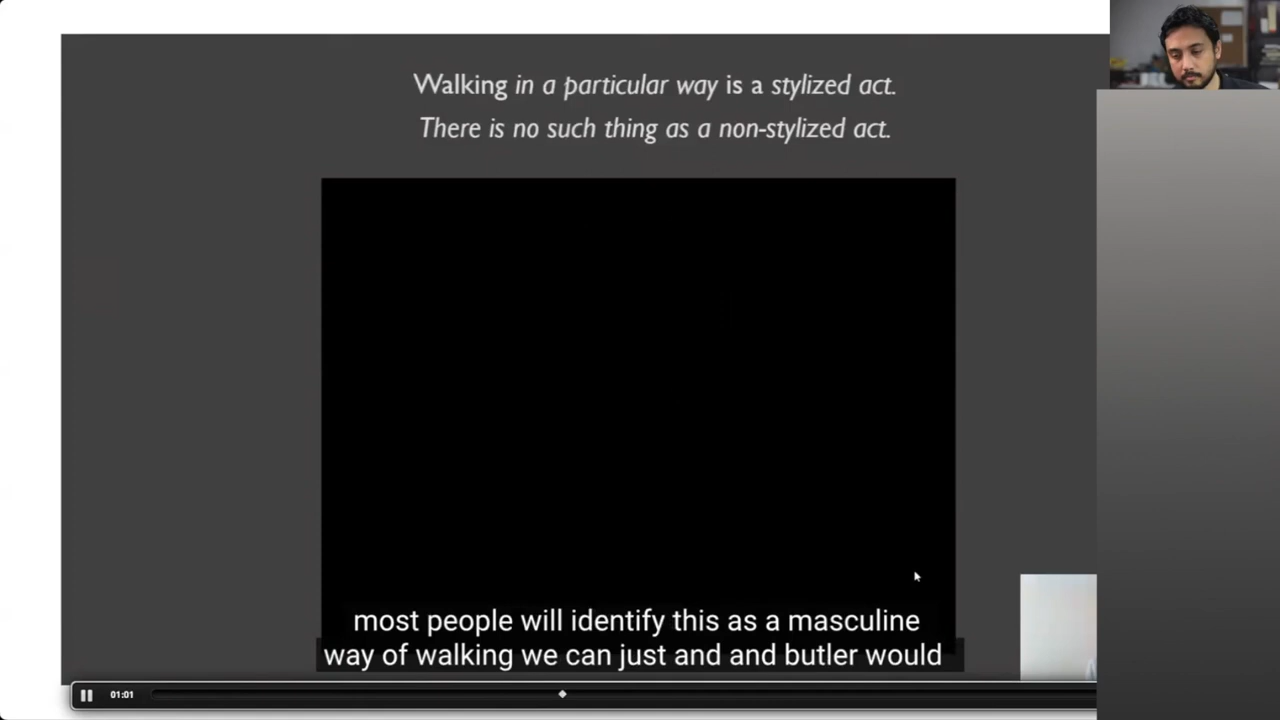 Walking in a particular way is a stylized act.
There is no such thing as a non-stylized act.
most people will identify this as a masculine
way of walking we can just and and butler would
01:01